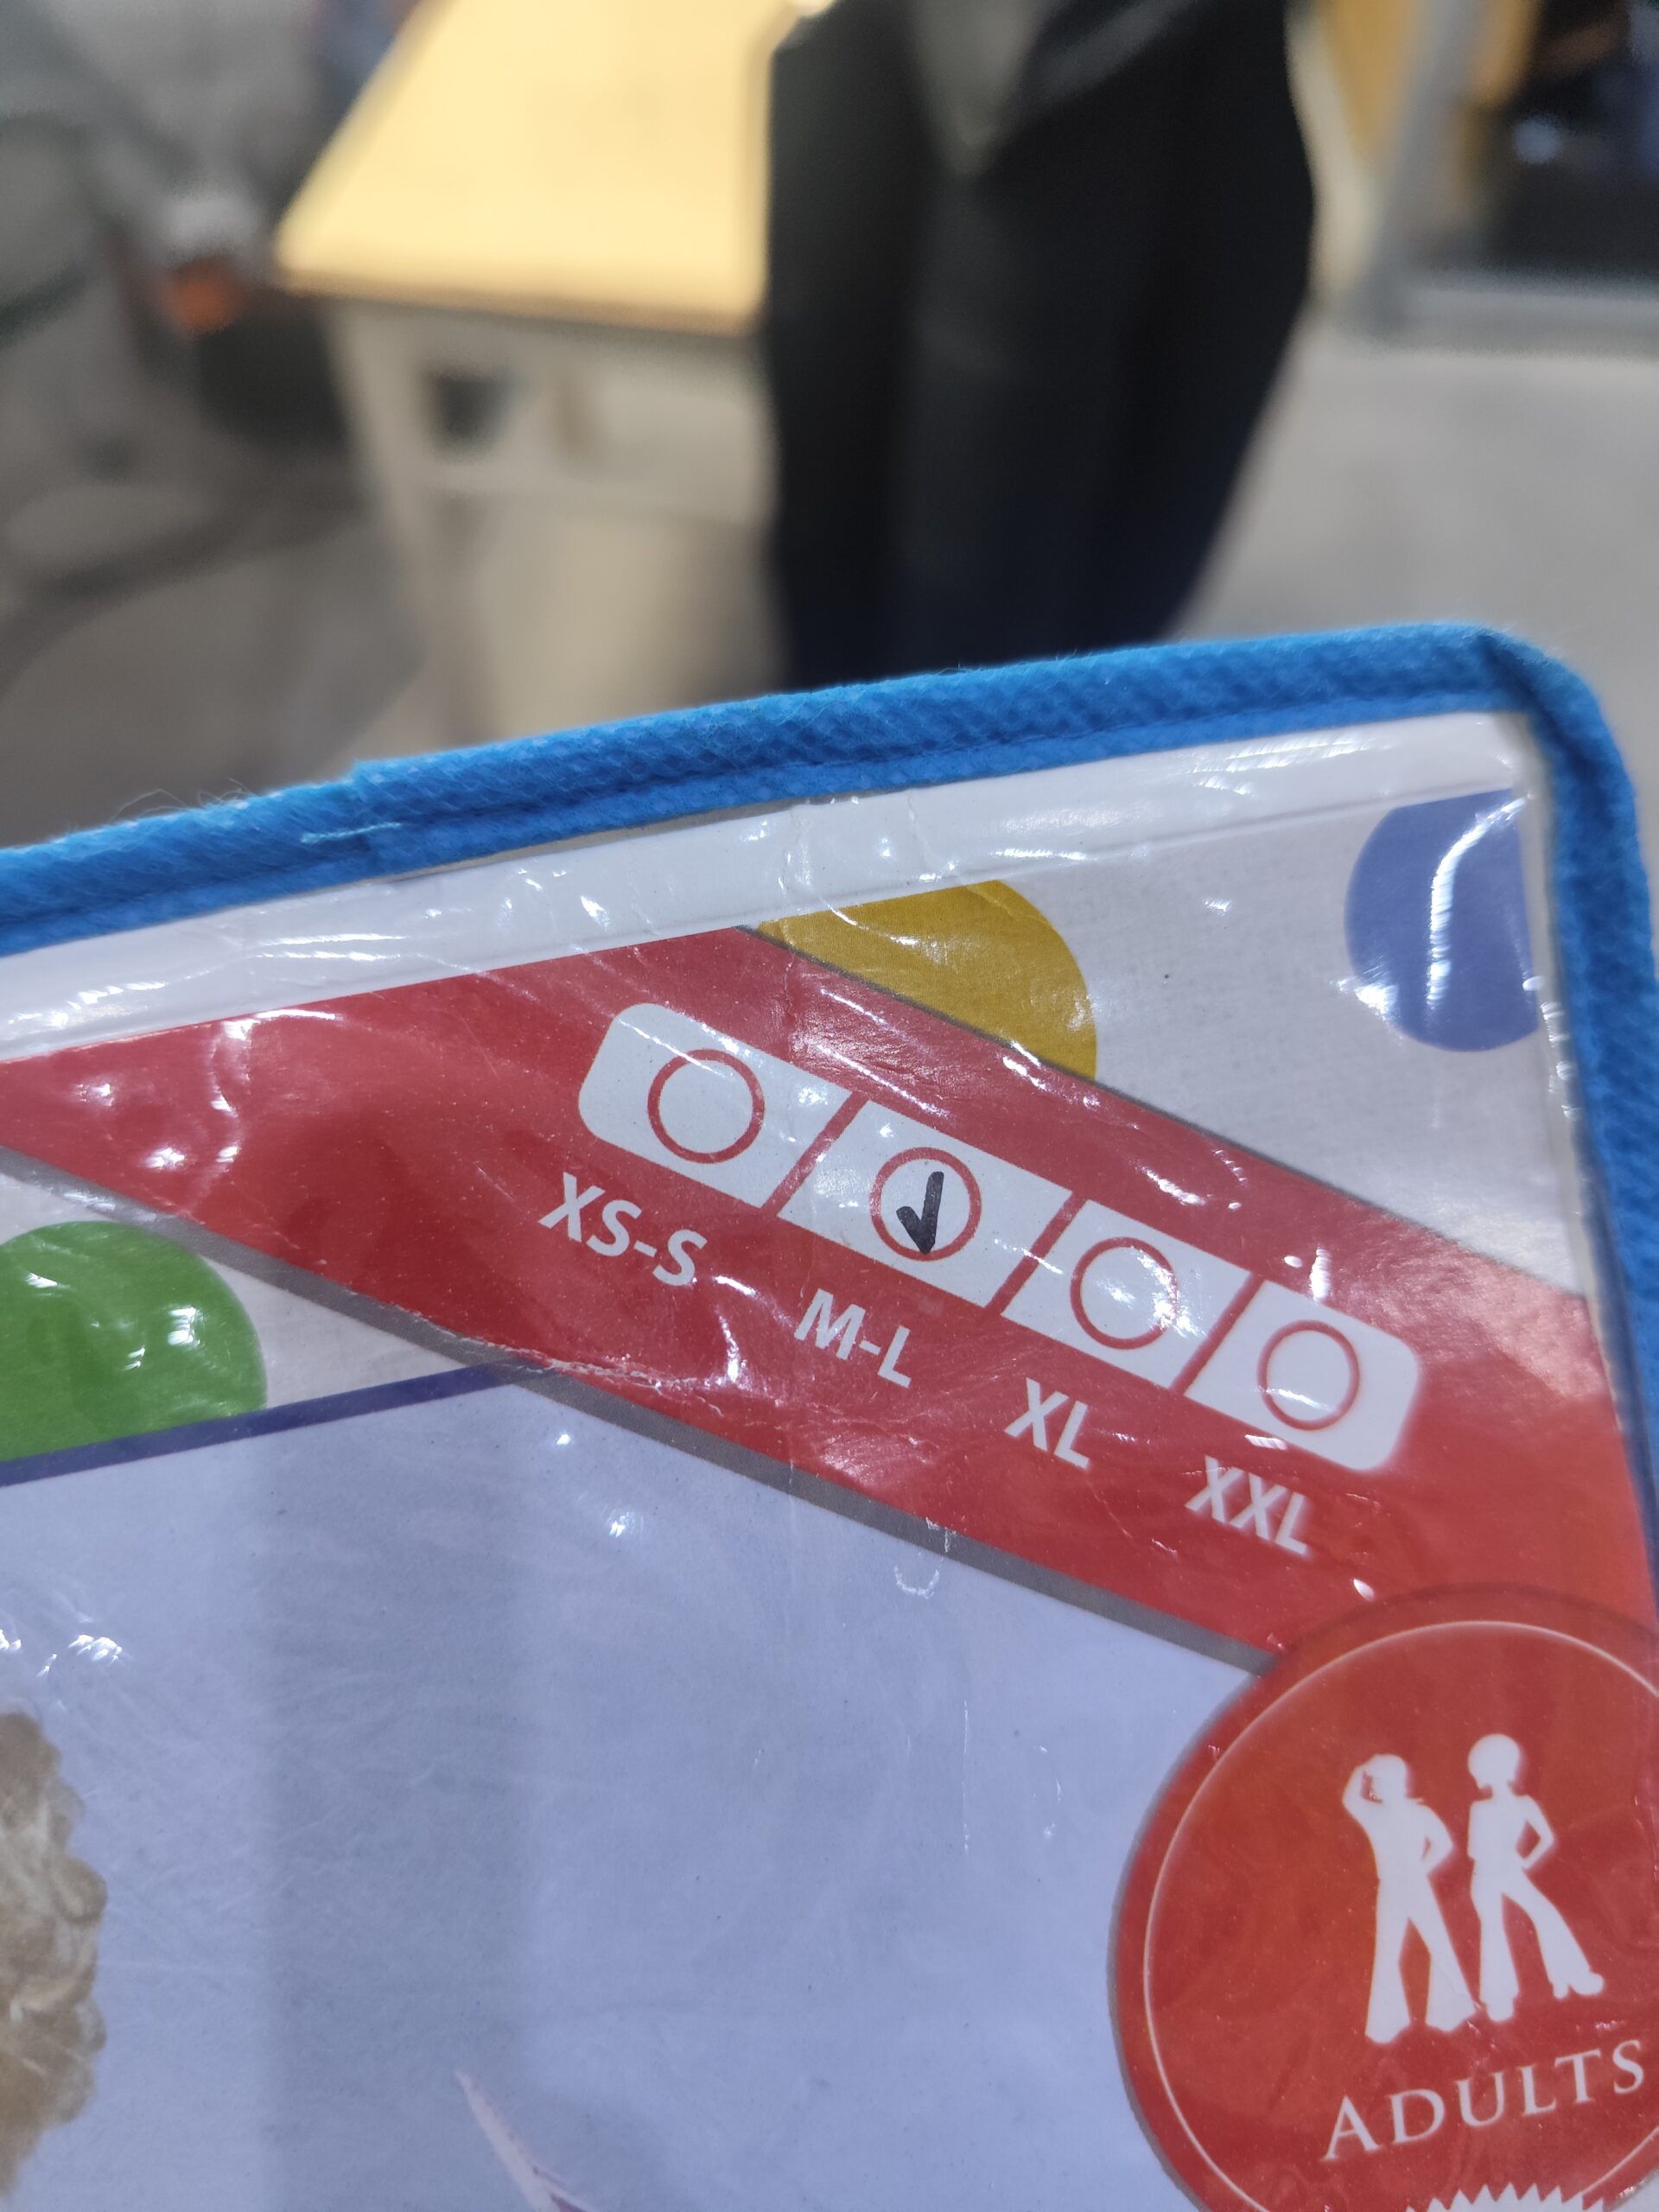 XS-S M-L XL XXL
ADULTS